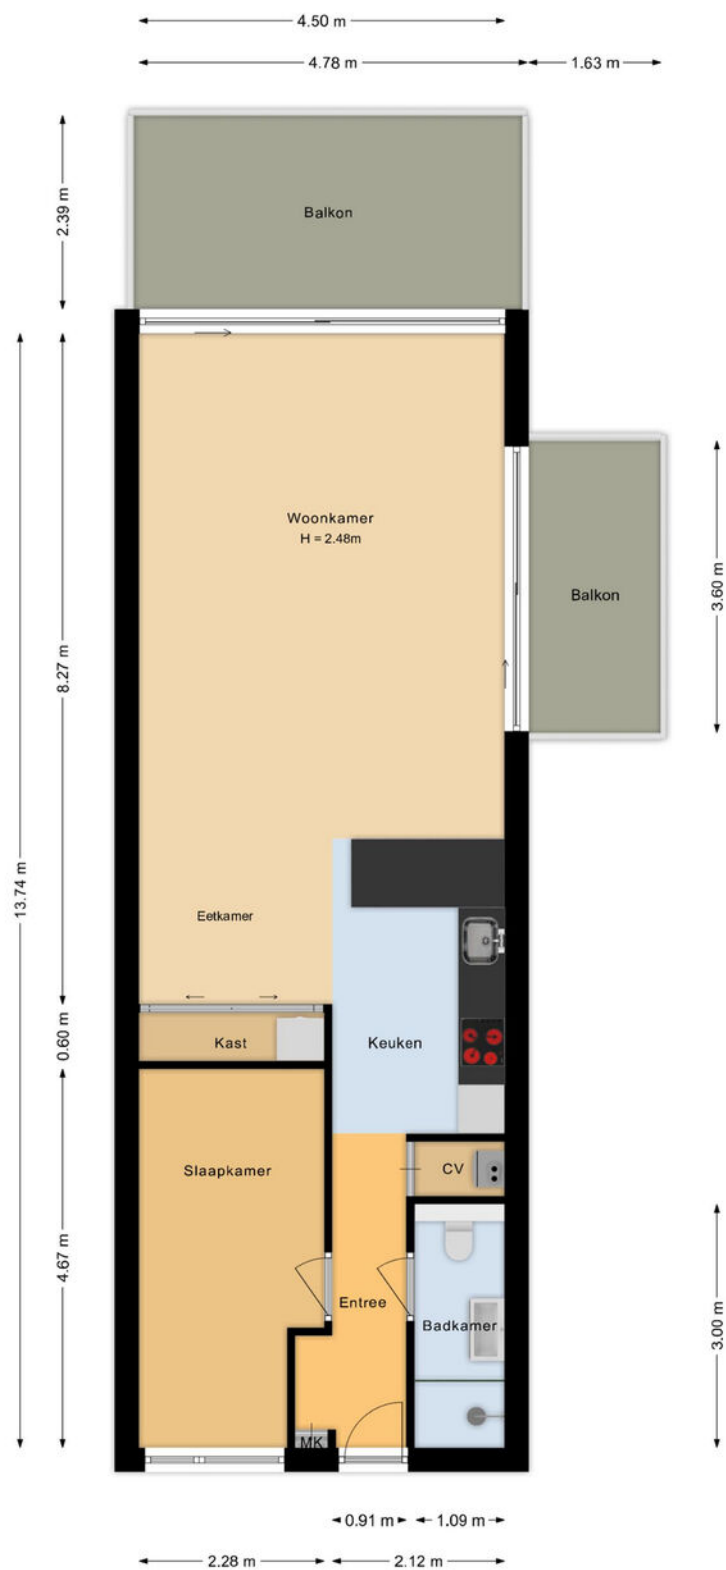 4.50 m
4.78 m
1.63 m
2.39 m
Balkon
Woonkamer
H = 2.48m
Balkon
3.60 m
8.27 m
13.74 m
Eetkamer
0.60 m
Kast
Keuken
Slaapkamer
CV
4.67 m
Entree
Badkamer
3.00 m
MK
0.91 m
1.09 m
2.28 m
2.12 m